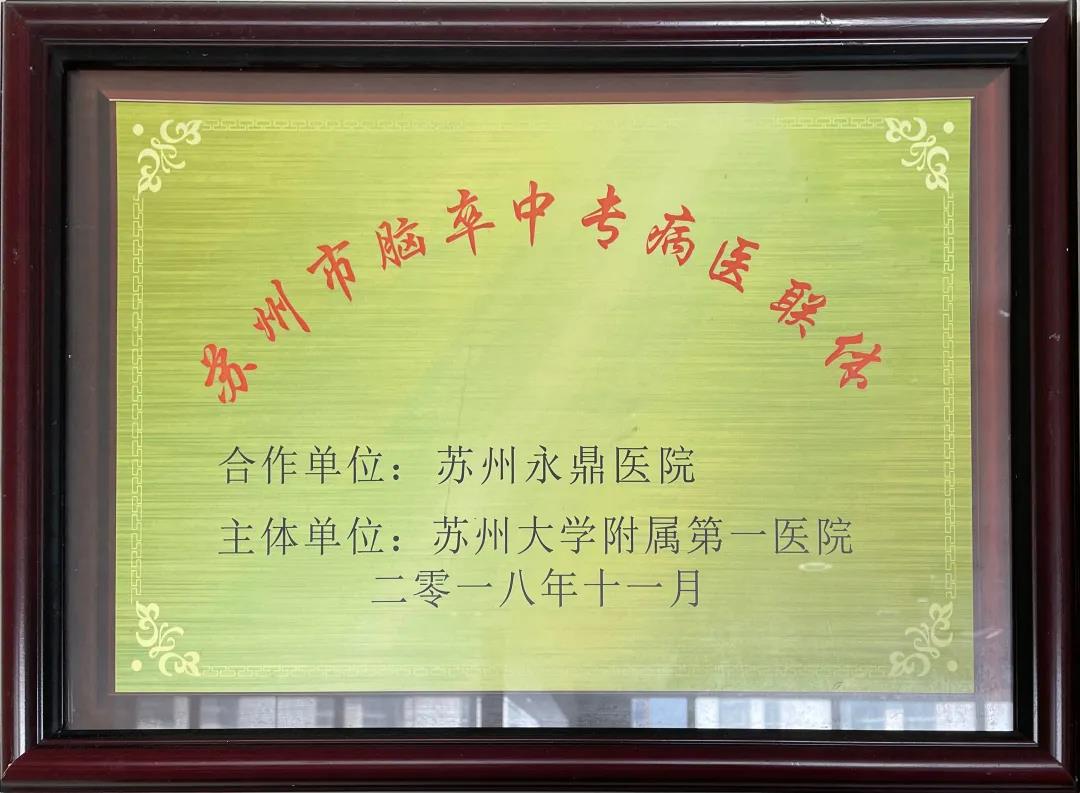 苏州市脑卒中专病医联体
合作单位：苏州永鼎医院
主体单位：苏州大学附属第一医院
二零一八年十一月